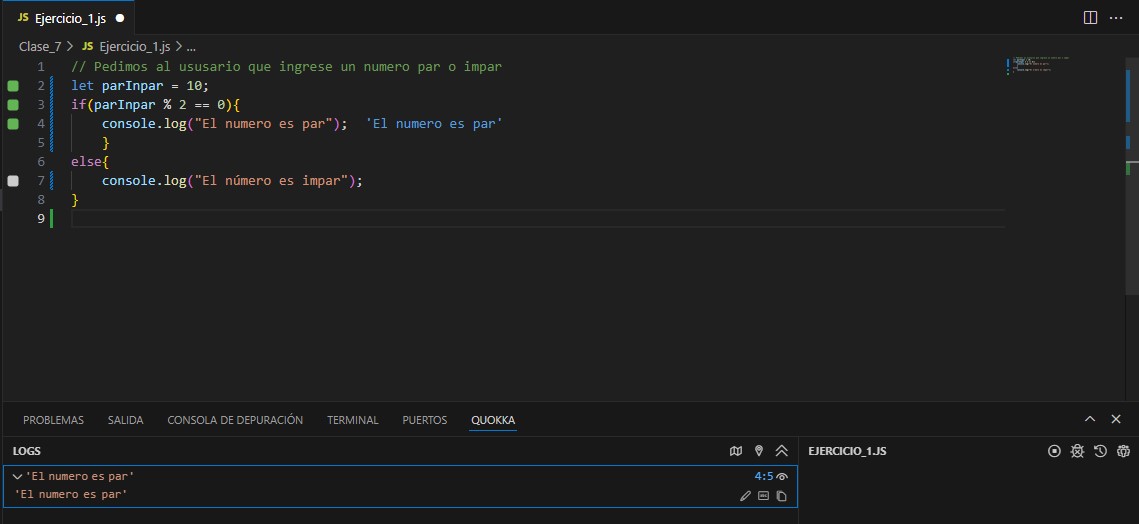 JS Ejercicio_1.js
Clase_7 > JS Ejercicio_1.js > ...
1 // Pedimos al ususario que ingrese un numero par o impar
2 let parInpar = 10;
3 if(parInpar % 2 == 0){
4 console.log("El numero es par"); 'El numero es par'
5 }
6 else{
7 console.log("El número es impar");
8 }
9
PROBLEMAS SALIDA CONSOLA DE DEPURACIÓN TERMINAL PUERTOS QUOKKA
LOGS EJERCICIO_1.JS
'El numero es par' 4:5
'El numero es par'